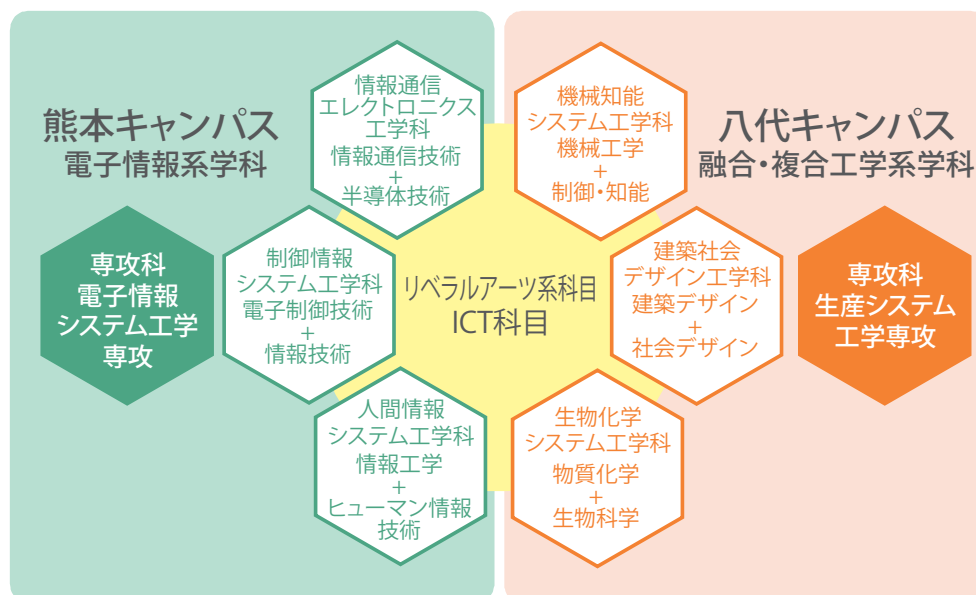 熊本キャンパス
電子情報系学科
情報通信
エレクトロニクス
工学科
情報通信技術
+
半導体技術
専攻科
電子情報
システム工学
専攻
制御情報
システム工学科
電子制御技術
+
情報技術
人間情報
システム工学科
情報工学
+
ヒューマン情報
技術
リベラルアーツ系科目
ICT科目
八代キャンパス
融合・複合工学系学科
機械知能
システム工学科
機械工学
+
制御・知能
建築社会
デザイン工学科
建築デザイン
+
社会デザイン
専攻科
生産システム
工学専攻
生物化学
システム工学科
物質化学
+
生物科学